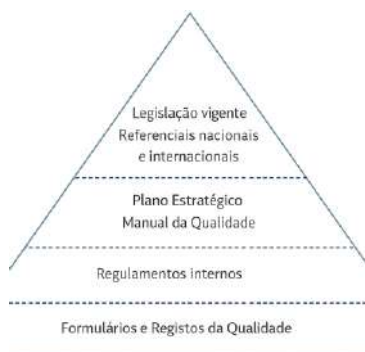 Legislação vigente
Referenciais nacionais
e internacionais
Plano Estratégico
Manual da Qualidade
Regulamentos internos
Formulários e Registos da Qualidade